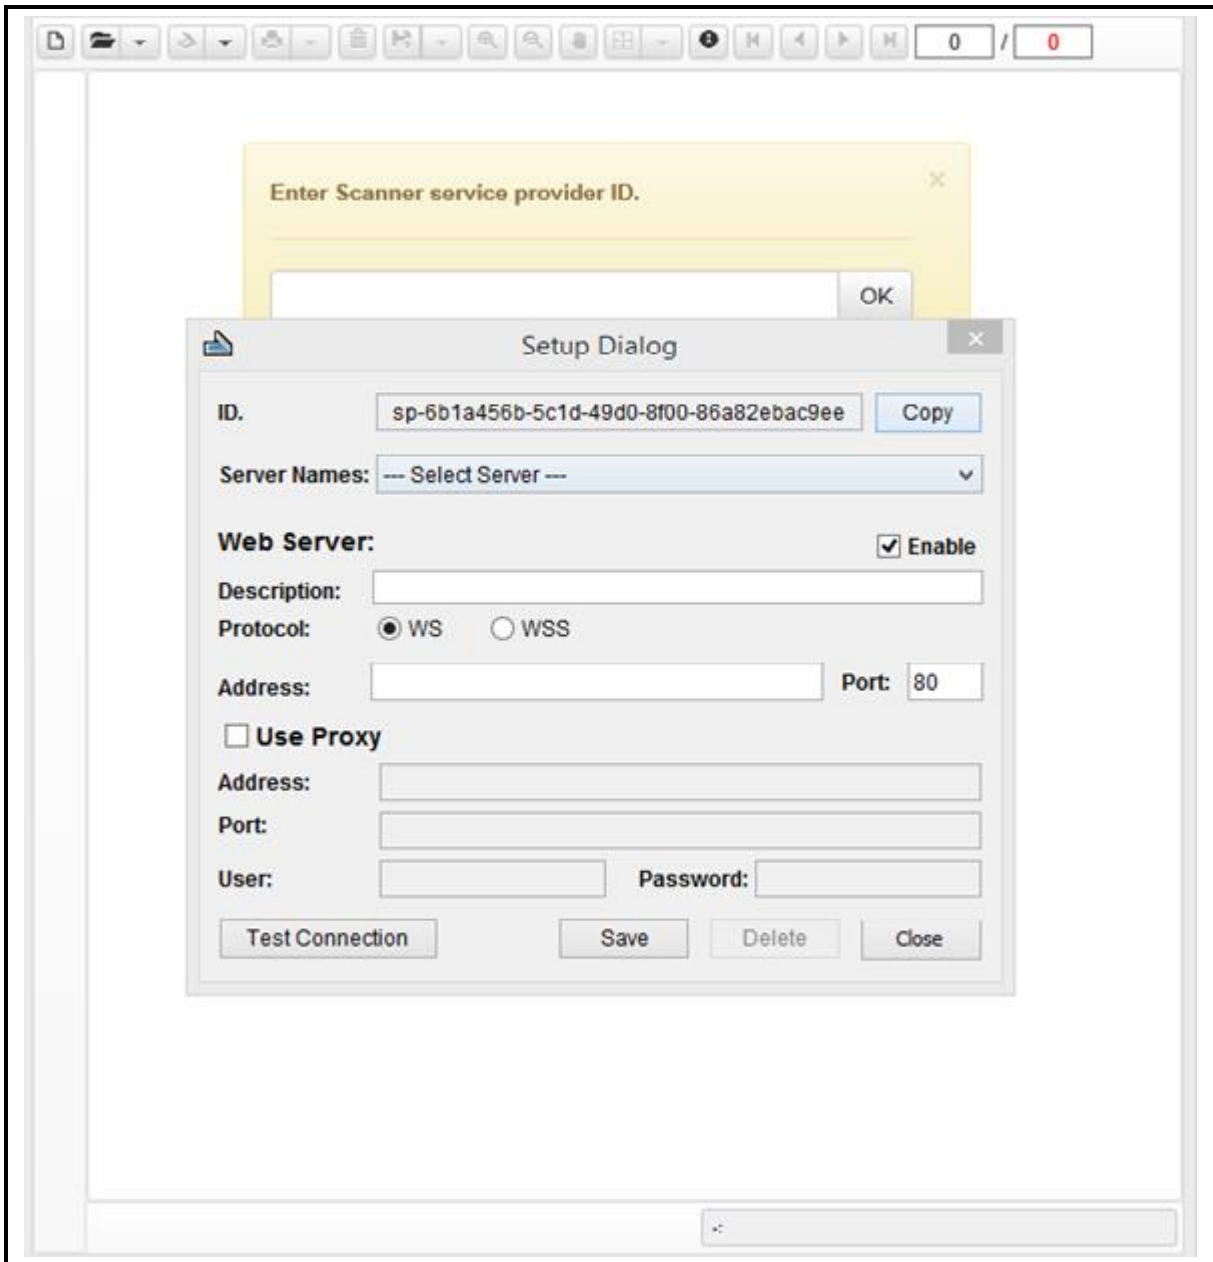 0 / 0
Enter Scanner service provider ID.
OK
Setup Dialog
ID. sp-6b1a456b-5c1d-49d0-8f00-86a82ebac9ee Copy
Server Names: --- Select Server ---
Web Server: Enable
Description:
Protocol: WS WSS
Address: Port: 80
Use Proxy
Address:
Port:
User: Password:
Test Connection Save Delete Close
-: